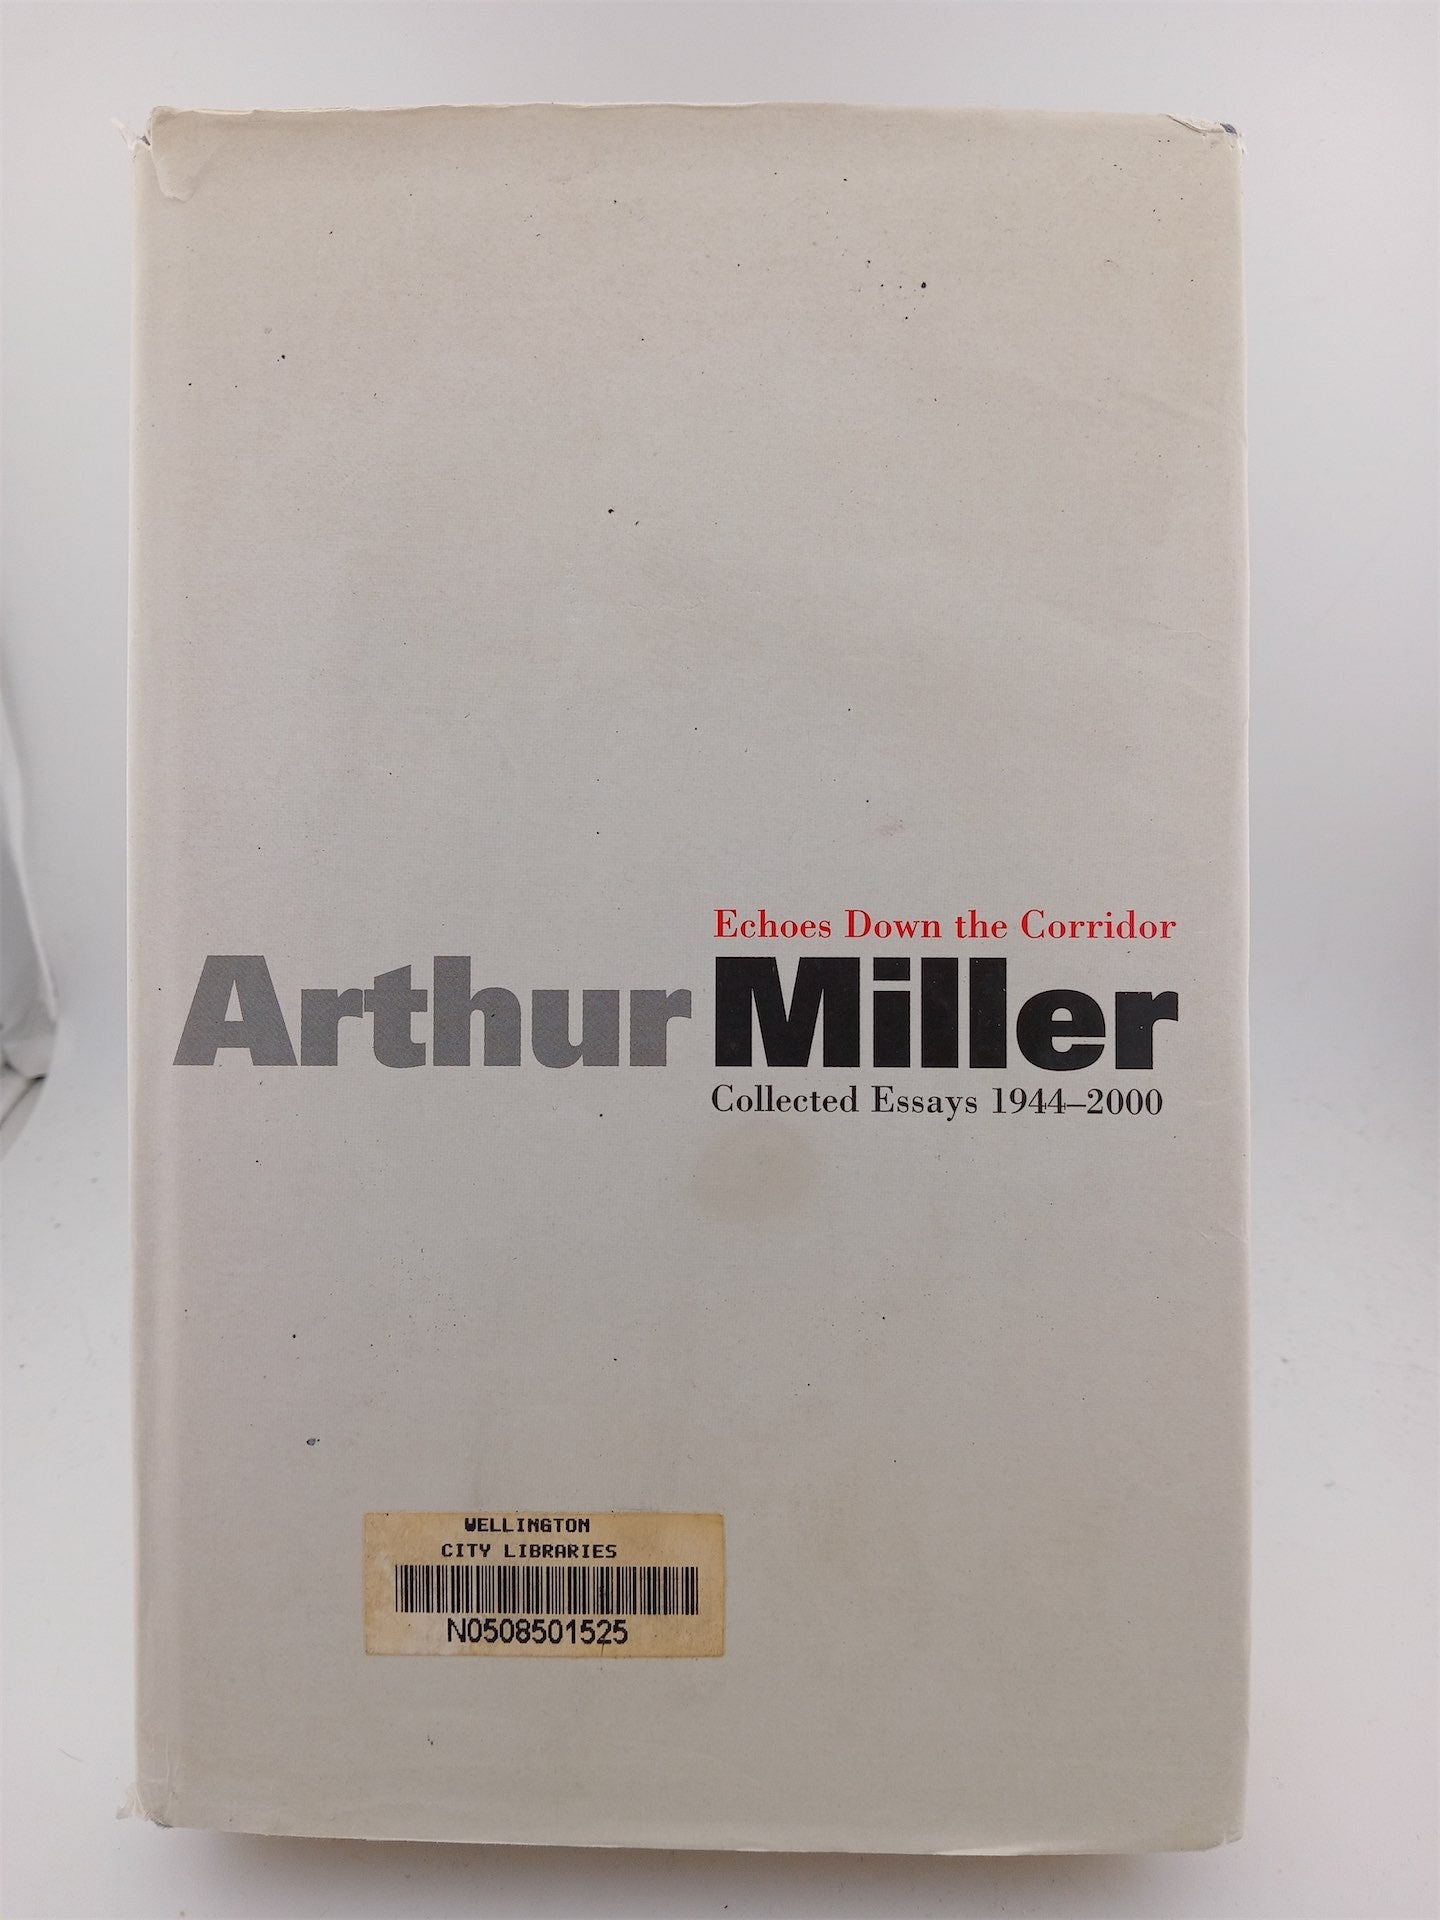 Echoes Down the Corridor
Arthur Miller
Collected Essays 1944–2000
WELLINGTON
CITY LIBRARIES
N0508501525